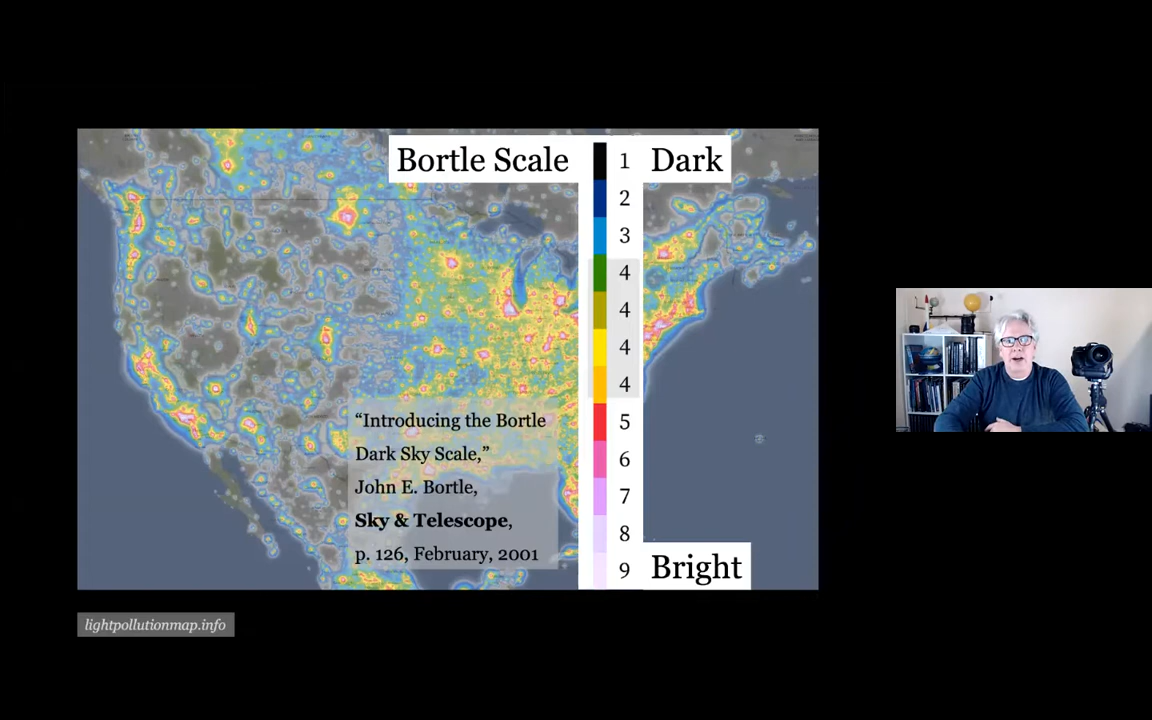 Bortle Scale
1 Dark
2
3
4
4
4
4
5
6
7
8
9 Bright
“Introducing the Bortle
Dark Sky Scale,”
John E. Bortle,
Sky & Telescope,
p. 126, February, 2001
lightpollutionmap.info